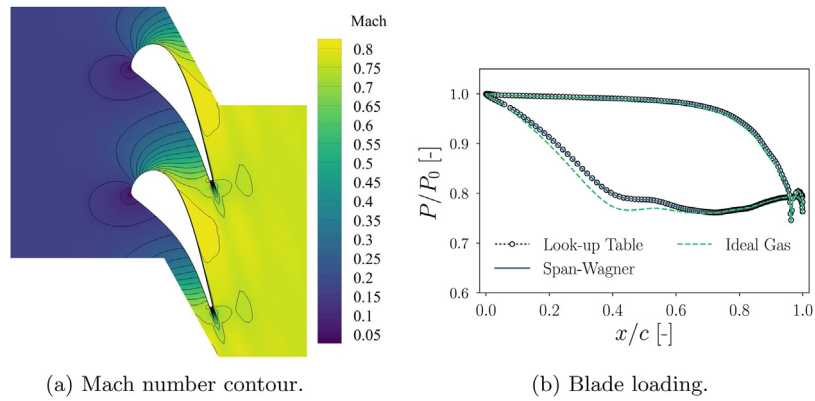 Mach
0.8
0.75
0.7
0.65
0.6
0.55
0.5
0.45
0.4
0.35
0.3
0.25
0.2
0.15
0.1
0.05
(a) Mach number contour.
P/P₀ [-]
1.0
0.9
0.8
0.7
0.6
Look-up Table
Ideal Gas
Span-Wagner
0.0 0.2 0.4 0.6 0.8 1.0
x/c [-]
(b) Blade loading.